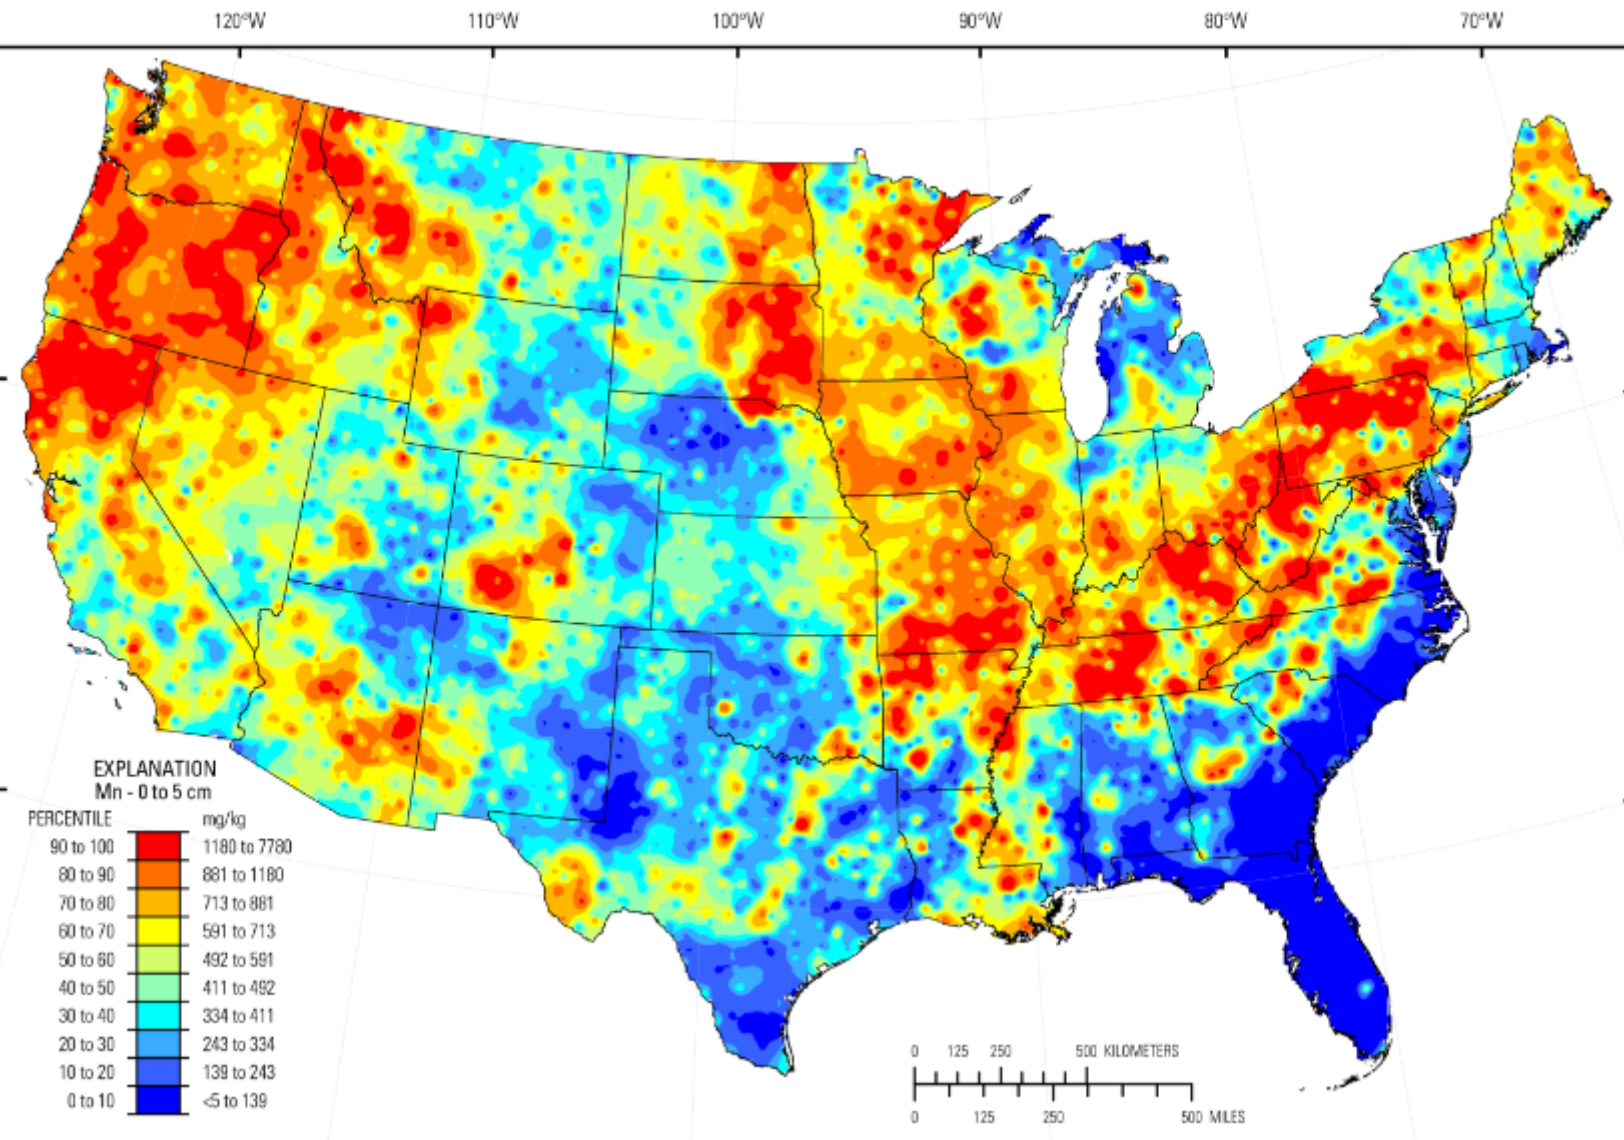 120°W 110°W 100°W 90°W 80°W 70°W
EXPLANATION
Mn - 0 to 5 cm
PERCENTILE mg/kg
90 to 100 1180 to 7780
80 to 90 881 to 1180
70 to 80 713 to 881
60 to 70 591 to 713
50 to 60 492 to 591
40 to 50 411 to 492
30 to 40 334 to 411
20 to 30 243 to 334
10 to 20 139 to 243
0 to 10 <5 to 139
0 125 250 500 KILOMETERS
0 125 250 500 MILES